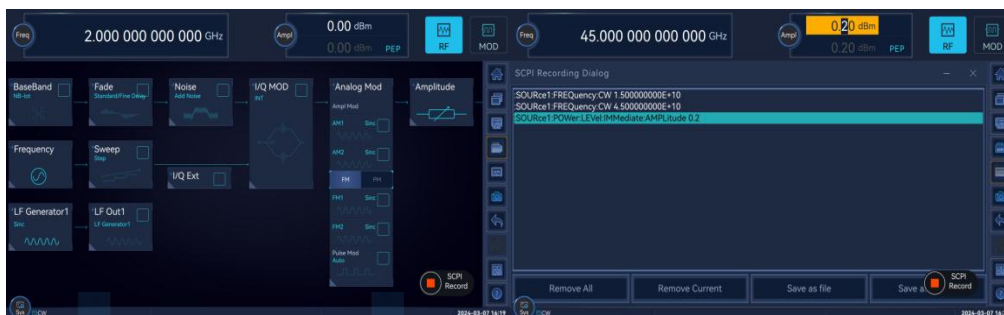 Freq
2.000 000 000 000 GHz
Ampl
0.00 dBm
0.00 dBm PEP
RF
MOD
BaseBand
NB-Iot
Fade
Standard/Fine Delay
Noise
Add Noise
I/Q MOD
INT
Analog Mod
Ampl Mod
AM1 Sinc
AM2 Sinc
FM PM
FM1 Sinc
FM2 Sinc
Pulse Mod
Auto
Amplitude
Frequency
Sweep
Step
I/Q Ext
LF Generator1
Sinc
LF Out1
LF Generator1
SCPI
Record
Sys CW
2024-03-07 16:19
Freq
45.000 000 000 000 GHz
Ampl
0.20 dBm
0.20 dBm PEP
RF
MOD
SCPI Recording Dialog
:SOURce1:FREQuency:CW 1.500000000E+10
:SOURce1:FREQuency:CW 4.500000000E+10
:SOURce1:POWer:LEVel:IMMediate:AMPLitude 0.2
Remove All
Remove Current
Save as file
Save a
SCPI
Record
Sys CW
2024-03-07 16: